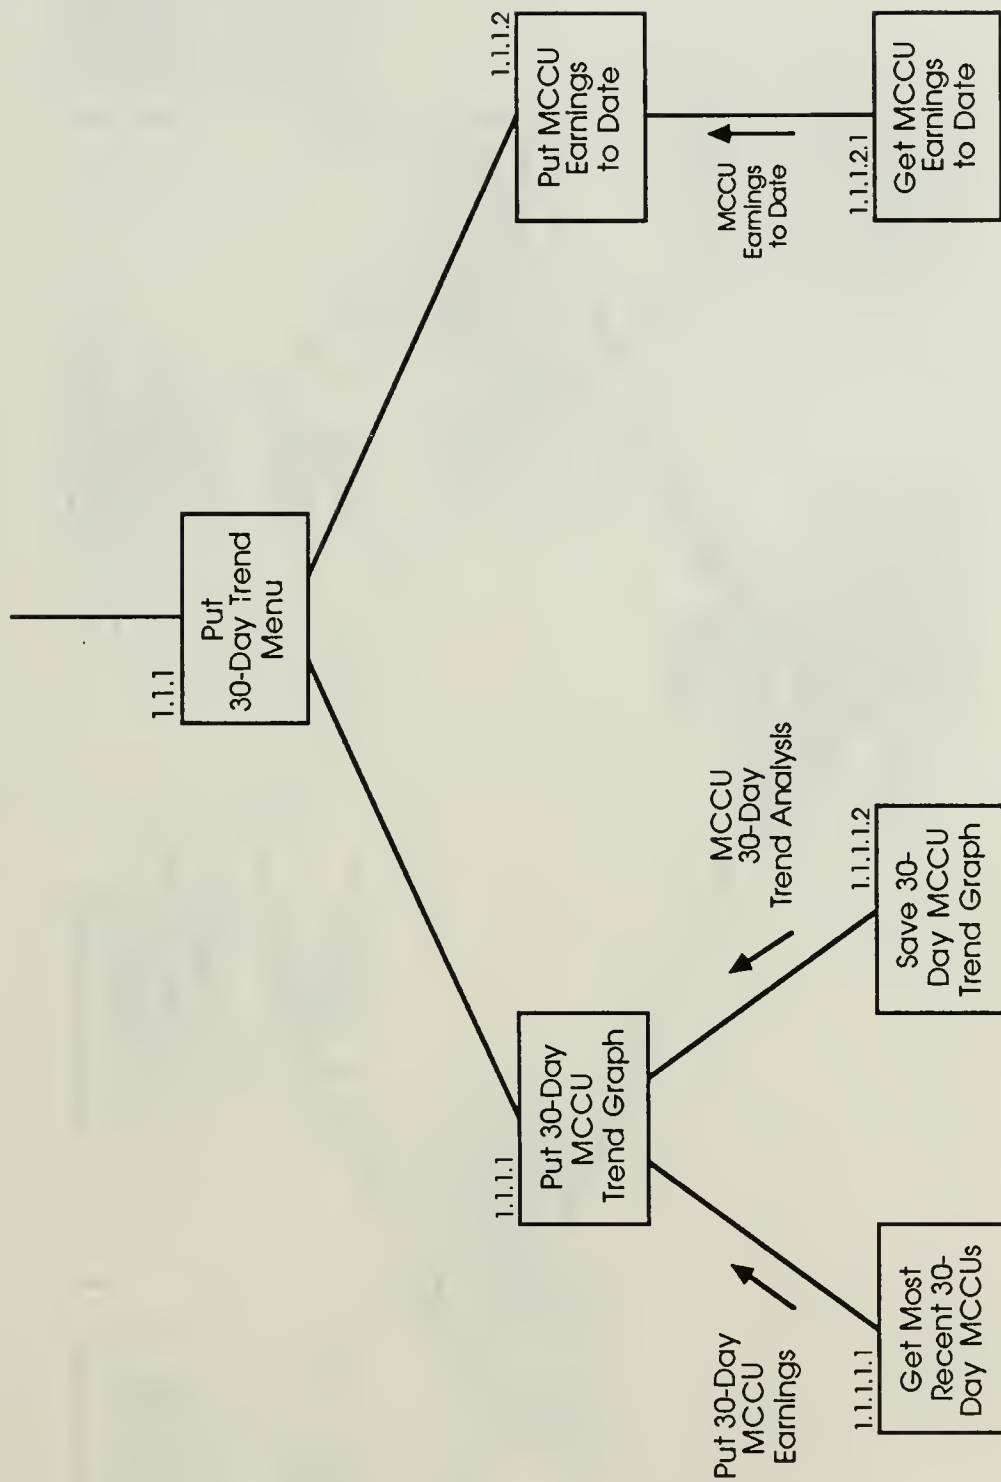 1.1.1
Put
30-Day Trend
Menu
1.1.1.1
Put 30-Day
MCCU
Trend Graph
1.1.1.2
Put MCCU
Earnings
to Date
Put 30-Day
MCCU
Earnings
MCCU
30-Day
Trend Analysis
MCCU
Earnings
to Date
1.1.1.1.1
Get Most
Recent 30-
Day MCCUs
1.1.1.1.2
Save 30-
Day MCCU
Trend Graph
1.1.1.2.1
Get MCCU
Earnings
to Date